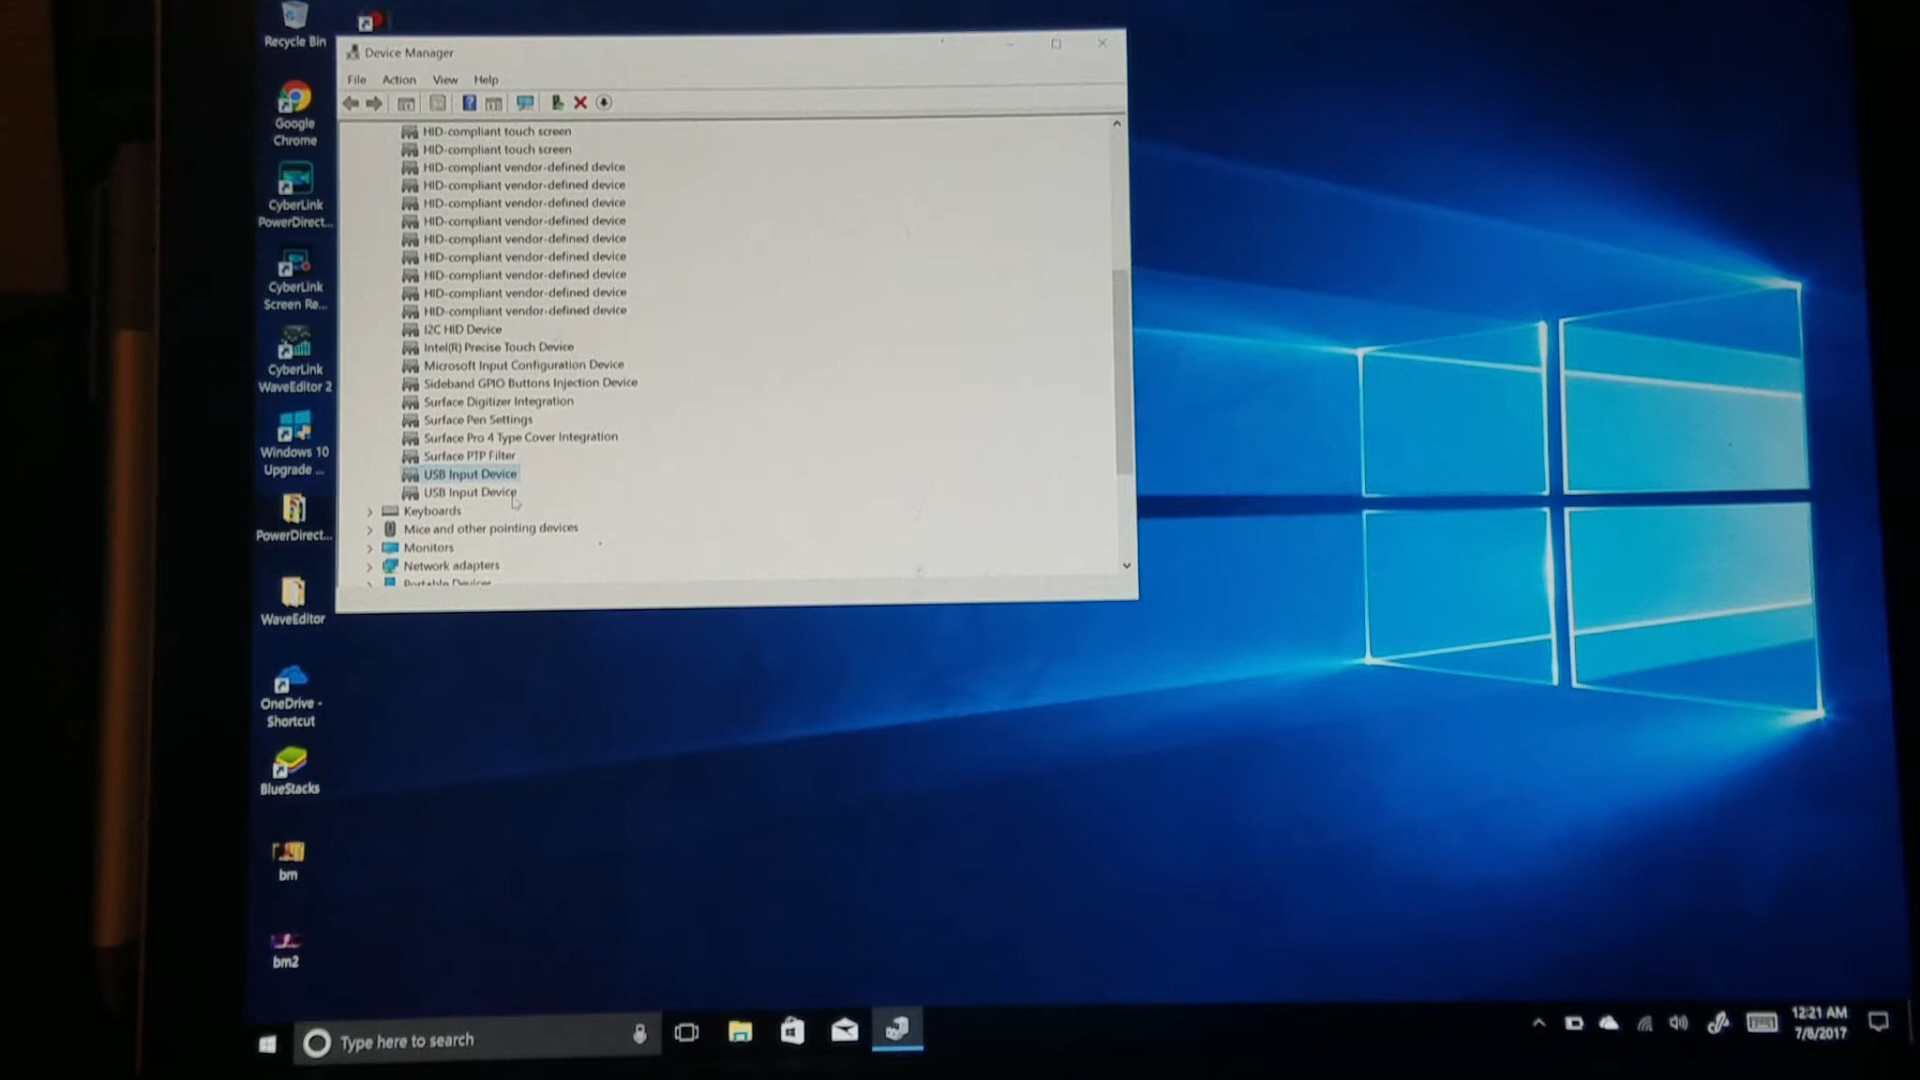 Recycle Bin
Google
Chrome
CyberLink
PowerDirect...
CyberLink
Screen Re...
CyberLink
WaveEditor 2
Windows 10
Upgrade ...
PowerDirect...
WaveEditor
OneDrive -
Shortcut
BlueStacks
bm
bm2
Device Manager
File Action View Help
HID-compliant touch screen
HID-compliant touch screen
HID-compliant vendor-defined device
HID-compliant vendor-defined device
HID-compliant vendor-defined device
HID-compliant vendor-defined device
HID-compliant vendor-defined device
HID-compliant vendor-defined device
HID-compliant vendor-defined device
HID-compliant vendor-defined device
HID-compliant vendor-defined device
I2C HID Device
Intel(R) Precise Touch Device
Microsoft Input Configuration Device
Sideband GPIO Buttons Injection Device
Surface Digitizer Integration
Surface Pen Settings
Surface Pro 4 Type Cover Integration
Surface PTP Filter
USB Input Device
USB Input Device
Keyboards
Mice and other pointing devices
Monitors
Network adapters
Portable Devices
Type here to search
12:21 AM
7/8/2017